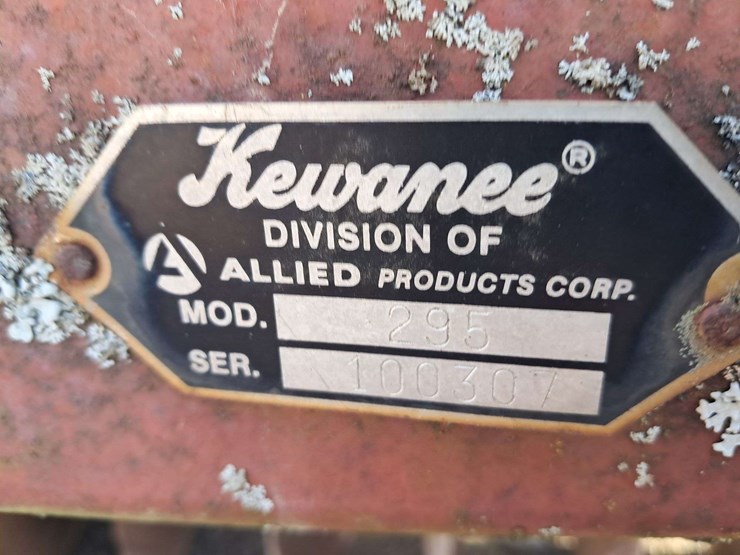 Kewanee®
DIVISION OF
ALLIED PRODUCTS CORP.
MOD. 295
SER. 100307